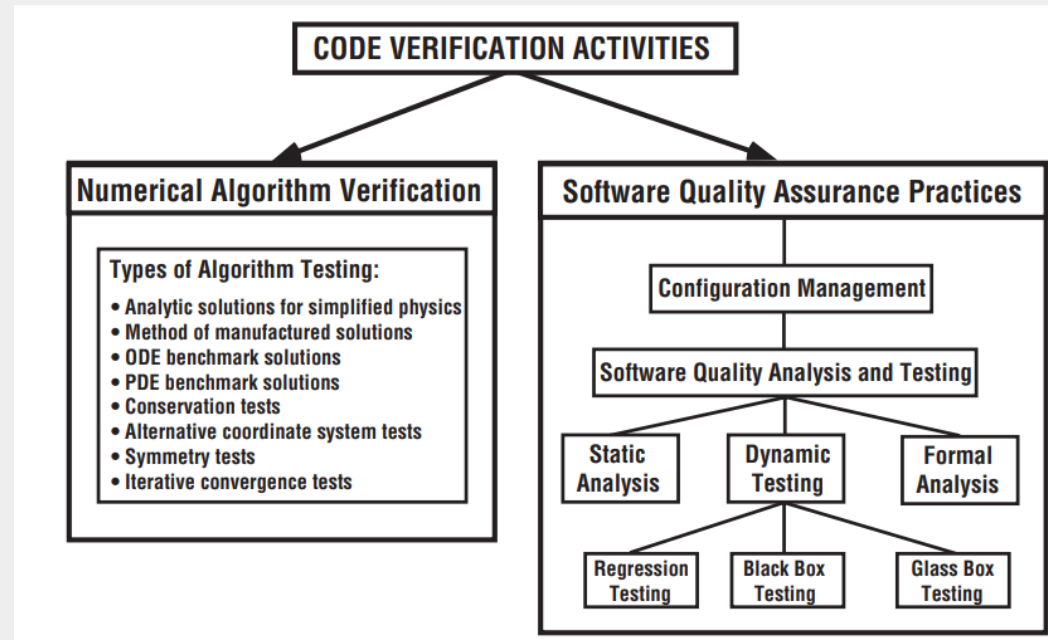 CODE VERIFICATION ACTIVITIES
Numerical Algorithm Verification
Types of Algorithm Testing:
• Analytic solutions for simplified physics
• Method of manufactured solutions
• ODE benchmark solutions
• PDE benchmark solutions
• Conservation tests
• Alternative coordinate system tests
• Symmetry tests
• Iterative convergence tests
Software Quality Assurance Practices
Configuration Management
Software Quality Analysis and Testing
Static
Analysis
Dynamic
Testing
Formal
Analysis
Regression
Testing
Black Box
Testing
Glass Box
Testing